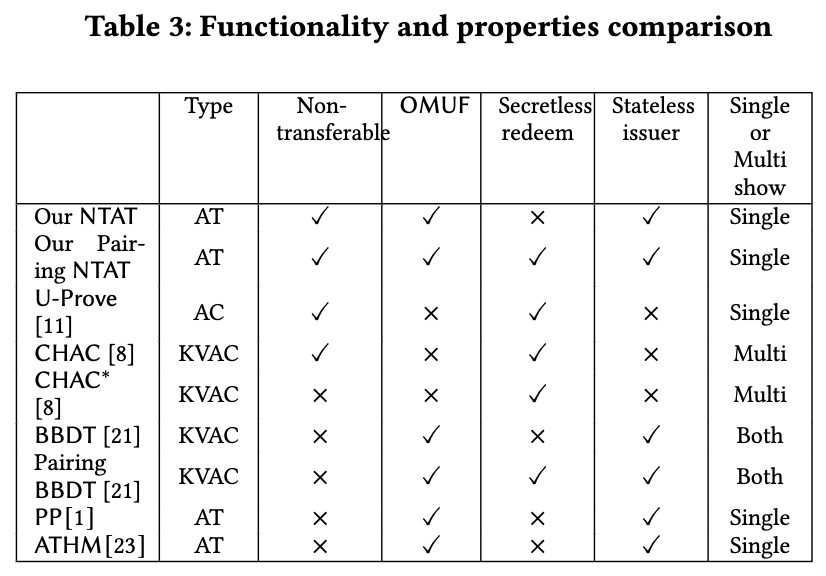 Table 3: Functionality and properties comparison
Type Non-transferable OMUF Secretless redeem Stateless issuer Single or Multi show
Our NTAT AT ✓ ✓ × ✓ Single
Our Pair-
ing NTAT AT ✓ ✓ ✓ ✓ Single
U-Prove
[11] AC ✓ × ✓ × Single
CHAC [8] KVAC ✓ × ✓ × Multi
CHAC*
[8] KVAC × × ✓ × Multi
BBDT [21] KVAC × ✓ × ✓ Both
Pairing
BBDT [21] KVAC × ✓ ✓ ✓ Both
PP[1] AT × ✓ × ✓ Single
ATHM[23] AT × ✓ × ✓ Single